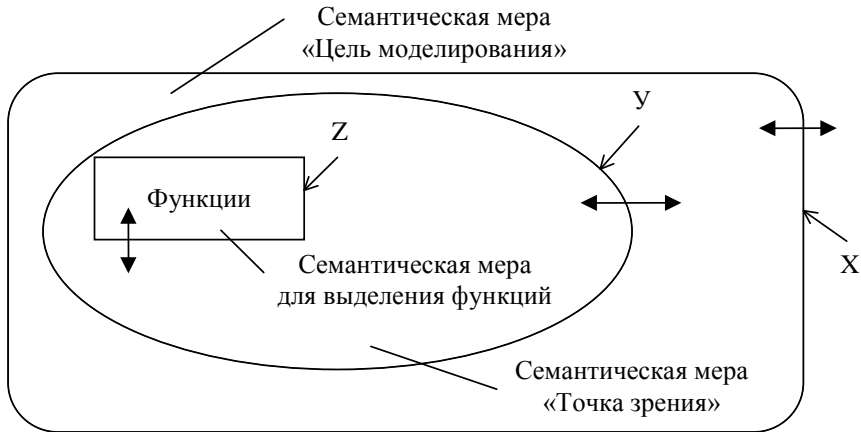 Семантическая мера
«Цель моделирования»
У
Z
Функции
Семантическая мера
для выделения функций
X
Семантическая мера
«Точка зрения»